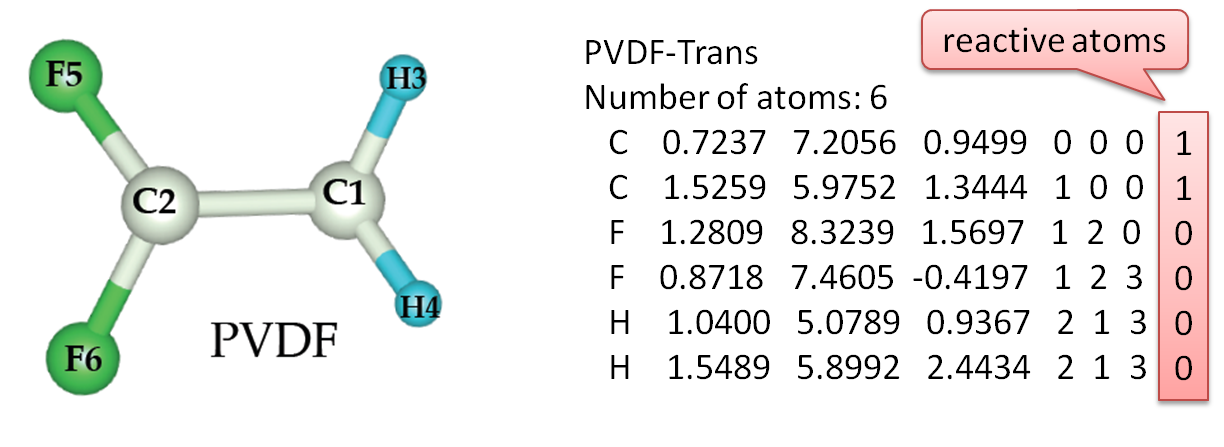 F5
H3
C2
C1
H4
F6
PVDF
reactive atoms
PVDF-Trans
Number of atoms: 6
C 0.7237 7.2056 0.9499 0 0 0 1
C 1.5259 5.9752 1.3444 1 0 0 1
F 1.2809 8.3239 1.5697 1 2 0 0
F 0.8718 7.4605 -0.4197 1 2 3 0
H 1.0400 5.0789 0.9367 2 1 3 0
H 1.5489 5.8992 2.4434 2 1 3 0